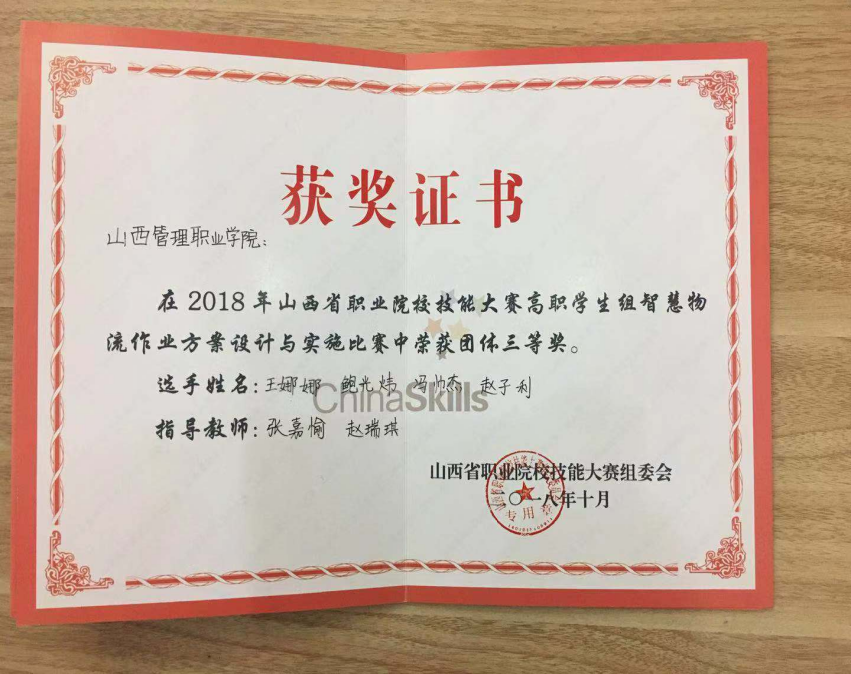 获奖证书
山西管理职业学院：
在2018年山西省职业院校技能大赛高职学生组智慧物
流作业方案设计与实施比赛中荣获团体三等奖。
选手姓名：王娜娜 鲍光炜 冯帅杰 赵子利
ChinaSkills
指导教师：张嘉愉 赵瑞琪
山西省职业院校技能大赛组委会
二〇一八年十月
专用章